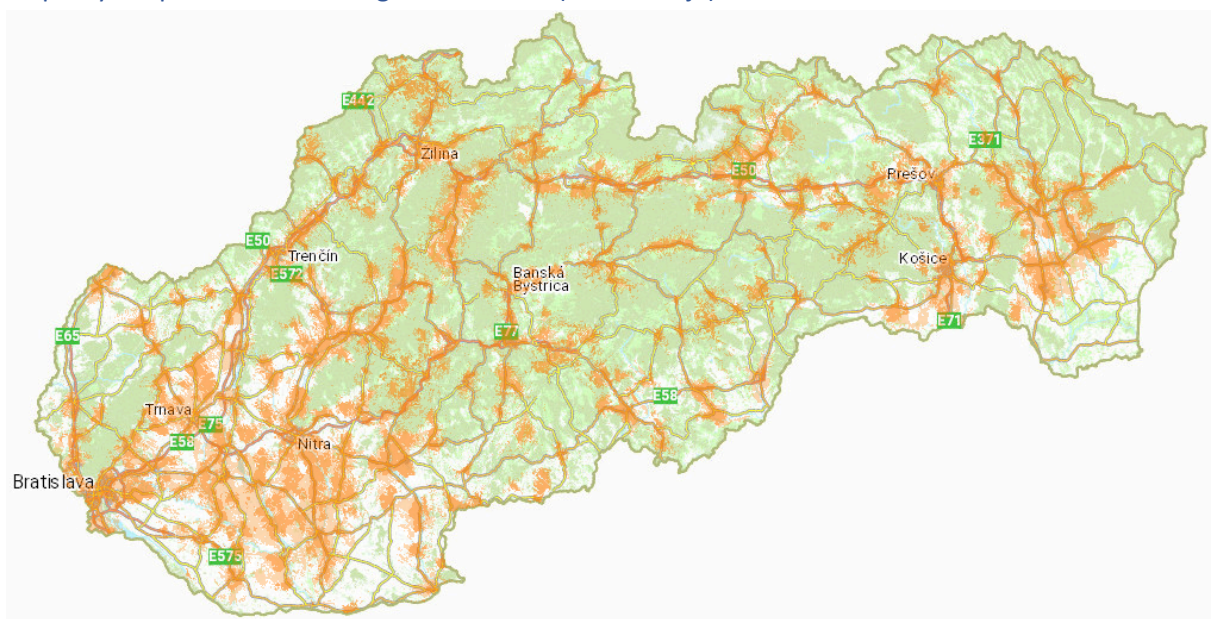 E442
Žilina
E371
E50
Prešov
E50
Trenčín
E572
Banská
Bystrica
Košice
E65
E77
E71
Trnava
E75
E58
E58
Nitra
Bratislava
E575